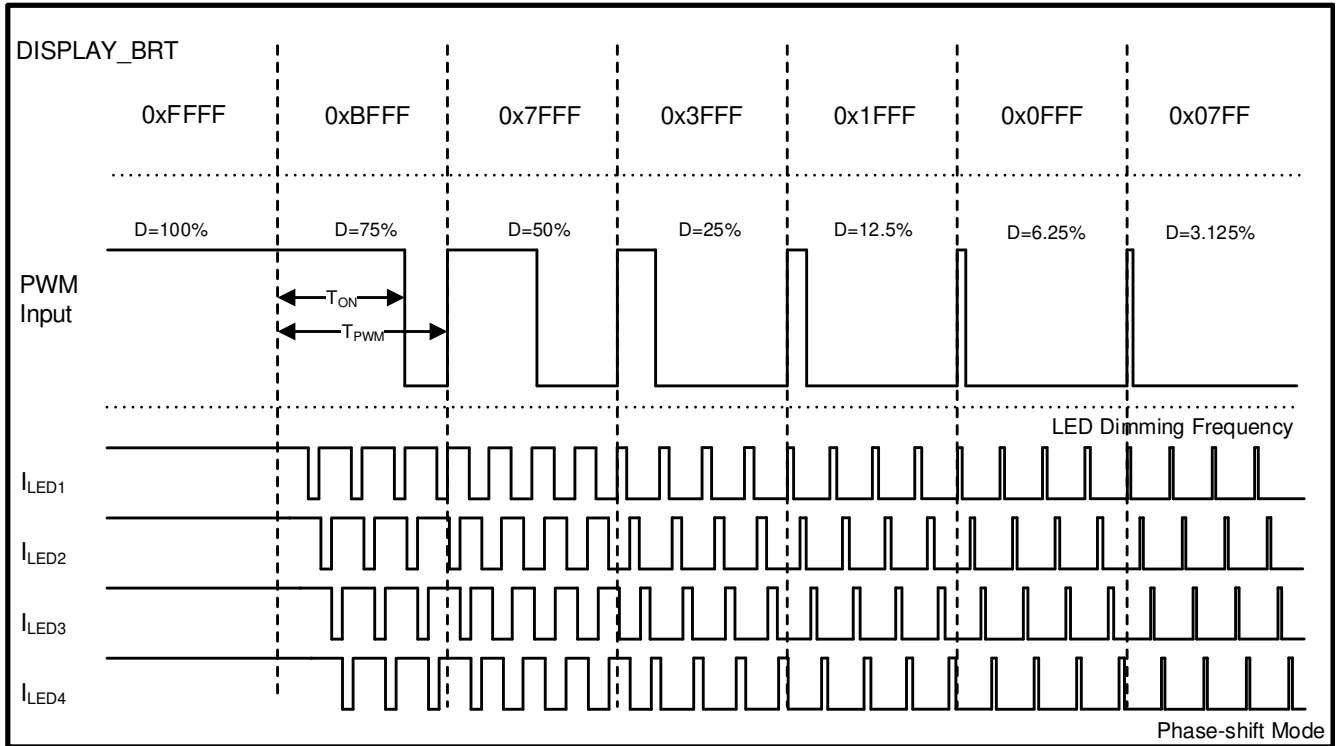 DISPLAY_BRT
0xFFFF 0xBFFF 0x7FFF 0x3FFF 0x1FFF 0x0FFF 0x07FF
D=100% D=75% D=50% D=25% D=12.5% D=6.25% D=3.125%
PWM
Input
TON
TPWM
LED Dimming Frequency
ILED1
ILED2
ILED3
ILED4
Phase-shift Mode